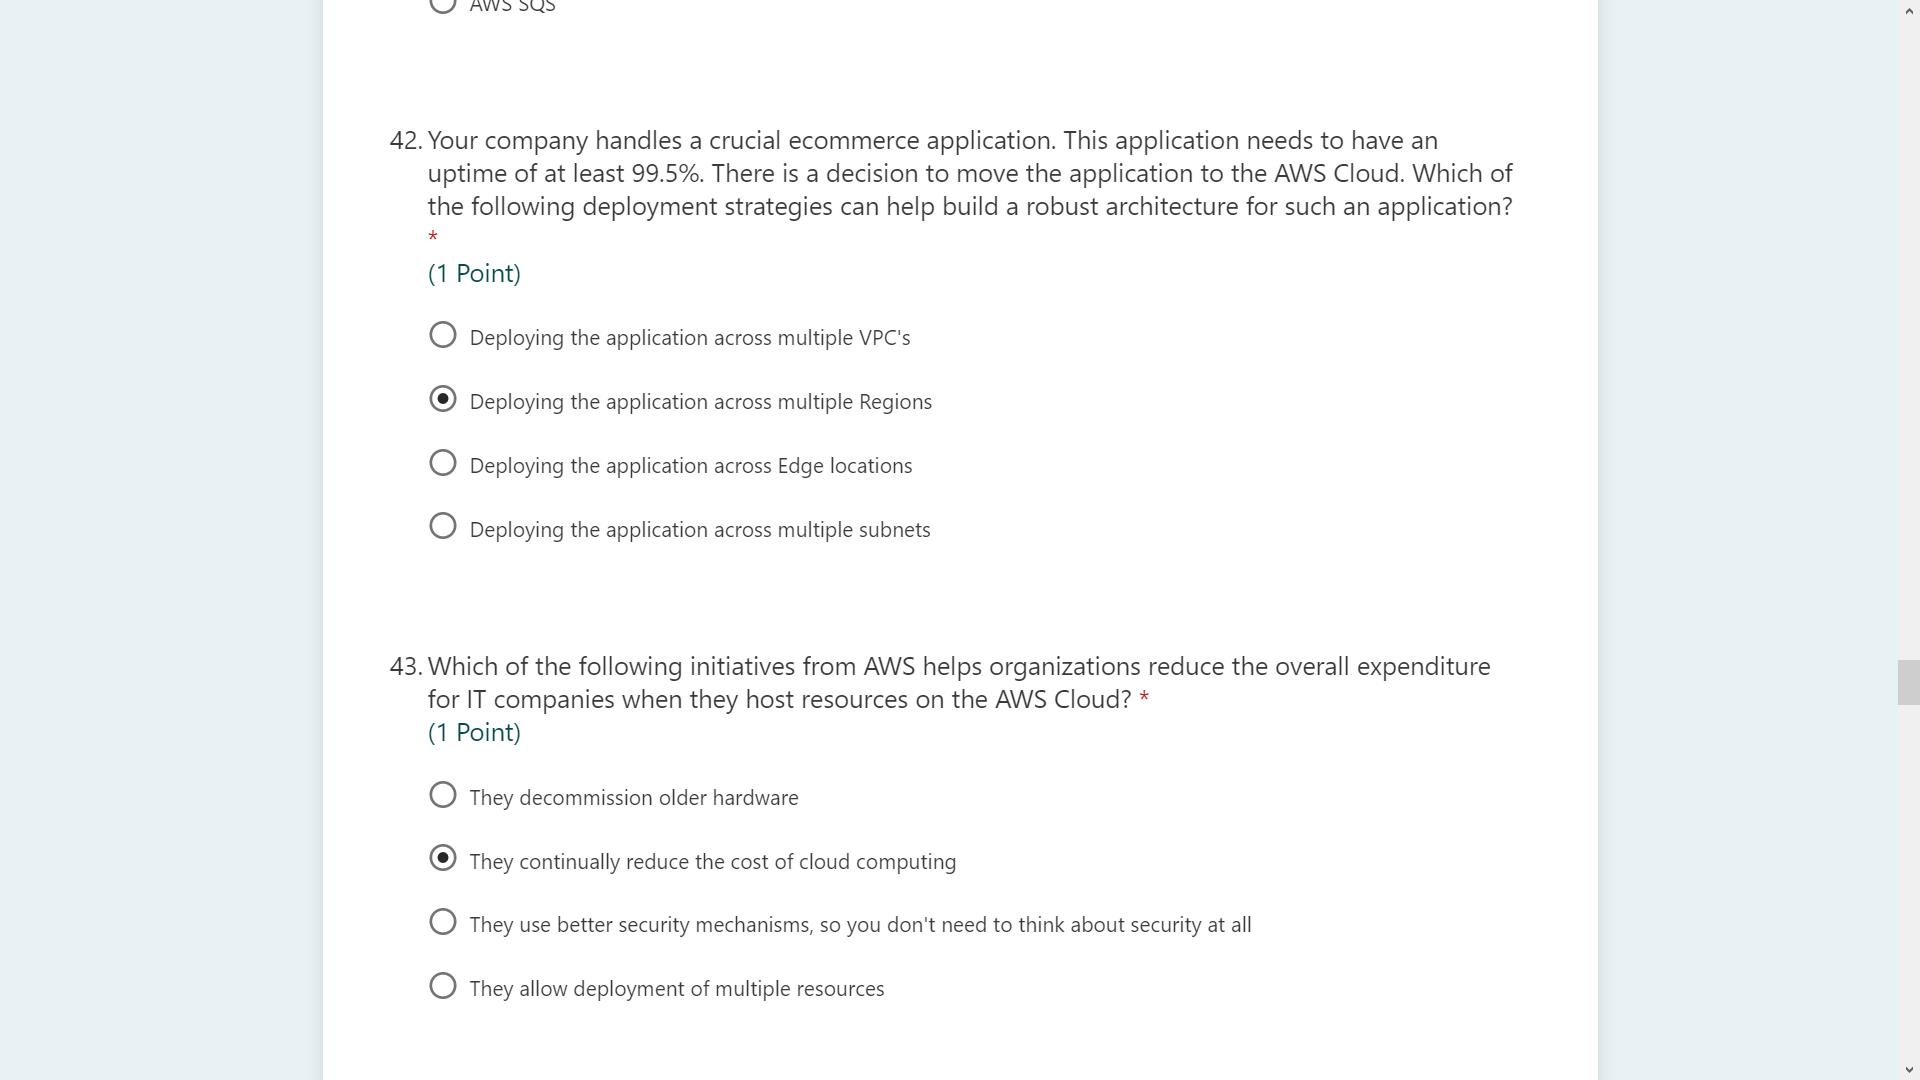 AWS SQS
42. Your company handles a crucial ecommerce application. This application needs to have an
uptime of at least 99.5%. There is a decision to move the application to the AWS Cloud. Which of
the following deployment strategies can help build a robust architecture for such an application?
*
(1 Point)
Deploying the application across multiple VPC's
Deploying the application across multiple Regions
Deploying the application across Edge locations
Deploying the application across multiple subnets
43. Which of the following initiatives from AWS helps organizations reduce the overall expenditure
for IT companies when they host resources on the AWS Cloud? *
(1 Point)
They decommission older hardware
They continually reduce the cost of cloud computing
They use better security mechanisms, so you don't need to think about security at all
They allow deployment of multiple resources